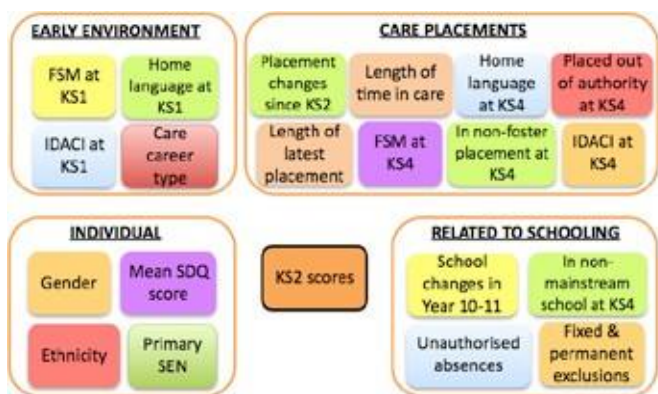 EARLY ENVIRONMENT
FSM at
KS1
Home
language at
KS1
IDACI at
KS1
Care
career
type
CARE PLACEMENTS
Placement
changes
since KS2
Length of
time in care
Home
language
at KS4
Placed out
of authority
at KS4
Length of
latest
placement
FSM at
KS4
In non-foster
placement at
KS4
IDACI at
KS4
INDIVIDUAL
Gender
Mean SDQ
score
Ethnicity
Primary
SEN
KS2 scores
RELATED TO SCHOOLING
School
changes in
Year 10-11
In non-
mainstream
school at KS4
Unauthorised
absences
Fixed &
permanent
exclusions